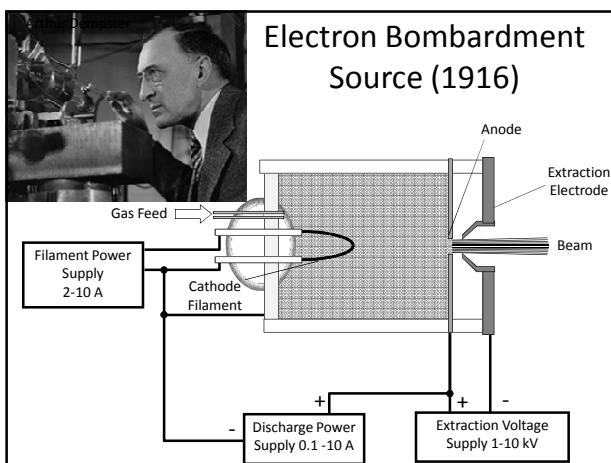 Arthur Dempster
Electron Bombardment
Source (1916)
Anode
Extraction
Electrode
Gas Feed
Beam
Filament Power
Supply
2-10 A
Cathode
Filament
+
+
-
-
Discharge Power
Supply 0.1 -10 A
Extraction Voltage
Supply 1-10 kV